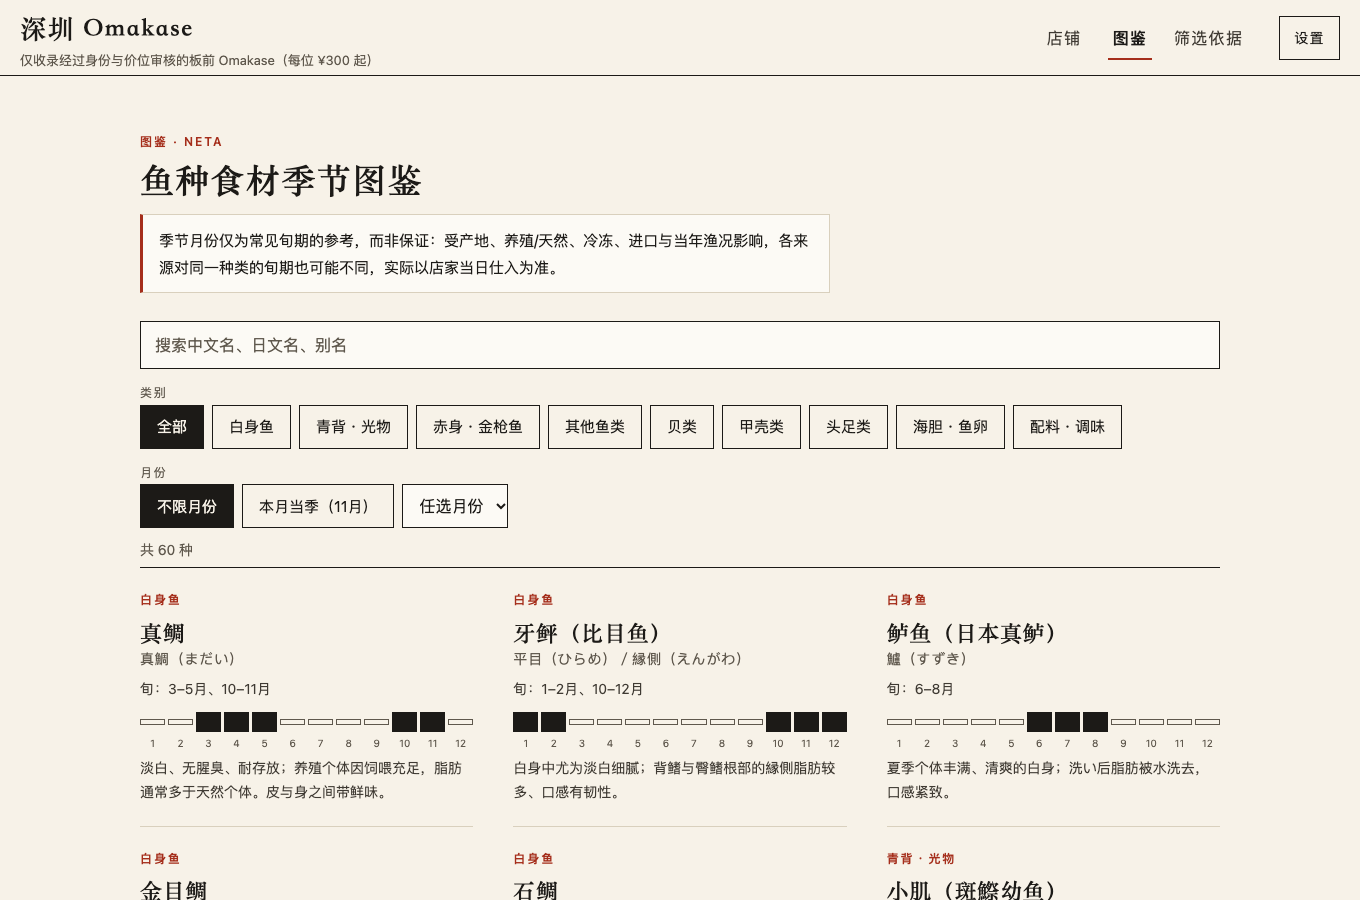 深圳 Omakase
仅收录经过身份与价位审核的板前 Omakase（每位 ¥300 起）
店铺
图鉴
筛选依据
设置
图鉴 · NETA
鱼种食材季节图鉴
季节月份仅为常见旬期的参考，而非保证：受产地、养殖/天然、冷冻、进口与当年渔况影响，各来
源对同一种类的旬期也可能不同，实际以店家当日仕入为准。
搜索中文名、日文名、别名
类别
全部
白身鱼
青背 · 光物
赤身 · 金枪鱼
其他鱼类
贝类
甲壳类
头足类
海胆 · 鱼卵
配料 · 调味
月份
不限月份
本月当季（11月）
任选月份
共 60 种
白身鱼
真鲷
真鯛（まだい）
旬：3–5月、10–11月
1 2 3 4 5 6 7 8 9 10 11 12
淡白、无腥臭、耐存放；养殖个体因饲喂充足，脂肪
通常多于天然个体。皮与身之间带鲜味。
白身鱼
牙鲆（比目鱼）
平目（ひらめ） / 縁側（えんがわ）
旬：1–2月、10–12月
1 2 3 4 5 6 7 8 9 10 11 12
白身中尤为淡白细腻；背鳍与臀鳍根部的縁側脂肪较
多、口感有韧性。
白身鱼
鲈鱼（日本真鲈）
鱸（すずき）
旬：6–8月
1 2 3 4 5 6 7 8 9 10 11 12
夏季个体丰满、清爽的白身；洗い后脂肪被水洗去，
口感紧致。
白身鱼
金目鲷
白身鱼
石鲷
青背 · 光物
小肌（斑鰶幼鱼）